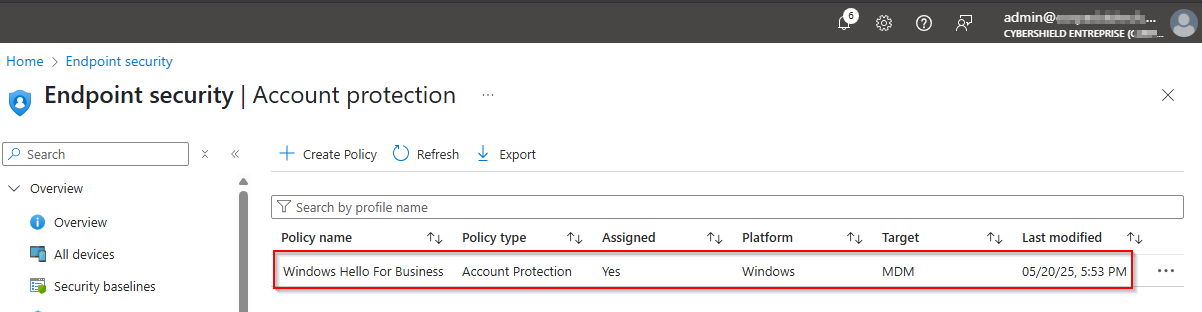 6
admin@
CYBERSHIELD ENTREPRISE (
Home > Endpoint security
Endpoint security | Account protection ...
Search
Create Policy Refresh Export
Overview
Search by profile name
Overview
Policy name Policy type Assigned Platform Target Last modified
All devices
Windows Hello For Business Account Protection Yes Windows MDM 05/20/25, 5:53 PM ...
Security baselines